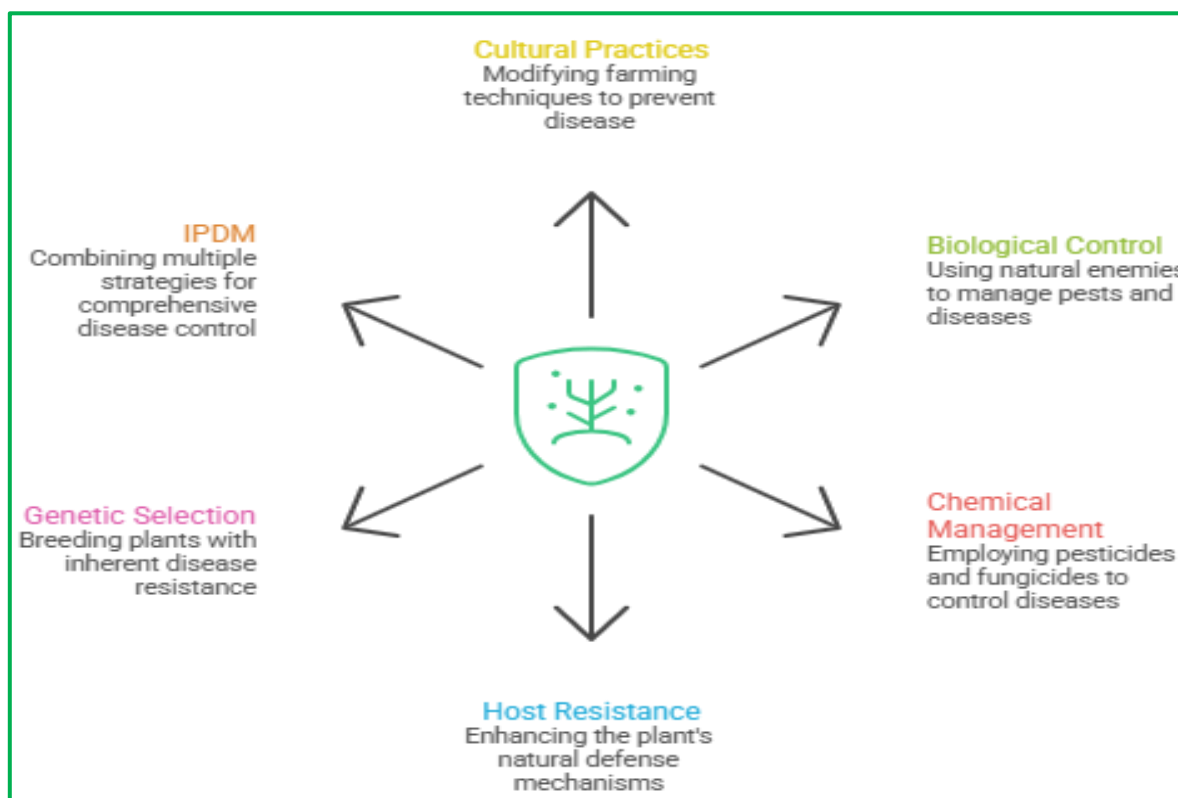 Cultural Practices
Modifying farming
techniques to prevent
disease
IPDM
Combining multiple
strategies for
comprehensive
disease control
Biological Control
Using natural enemies
to manage pests and
diseases
Genetic Selection
Breeding plants with
inherent disease
resistance
Chemical
Management
Employing pesticides
and fungicides to
control diseases
Host Resistance
Enhancing the plant's
natural defense
mechanisms